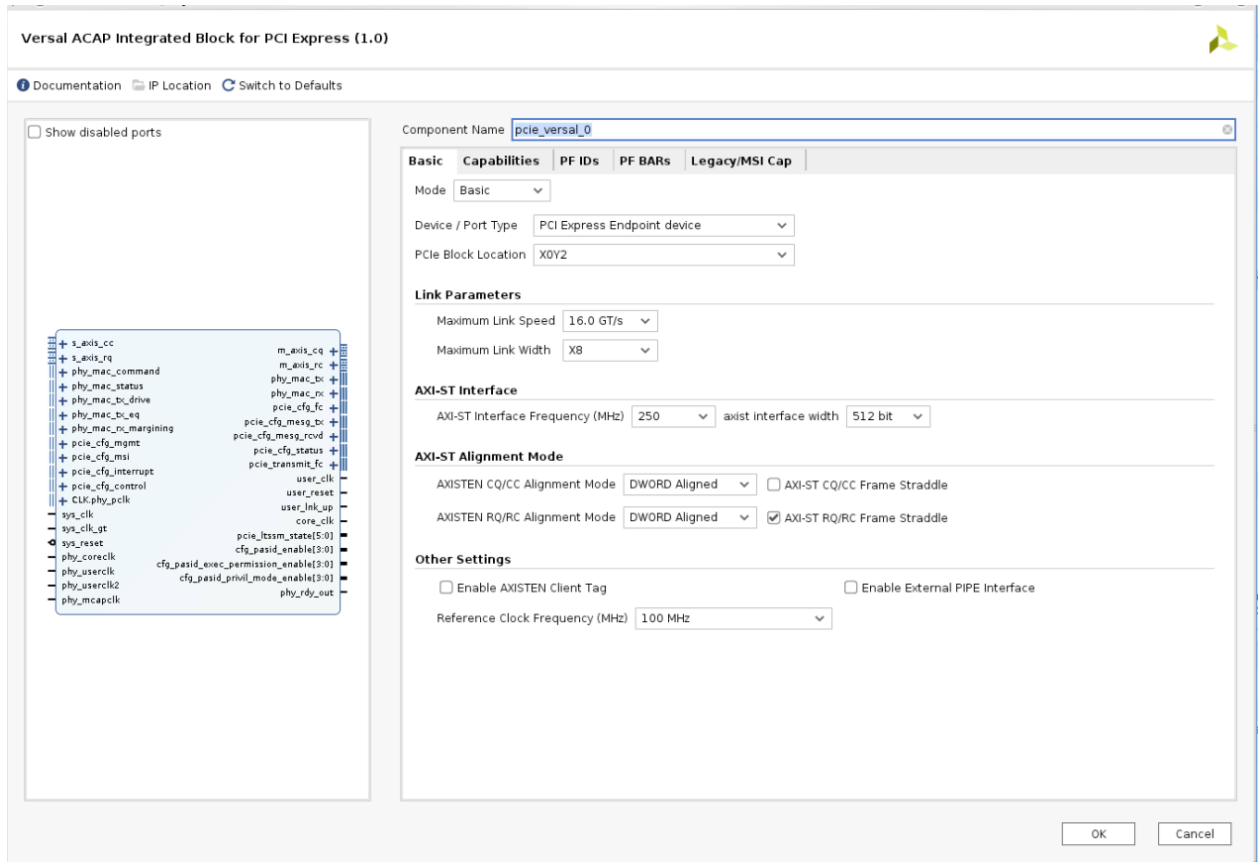 Versal ACAP Integrated Block for PCI Express (1.0)
Documentation IP Location Switch to Defaults
Show disabled ports
s_axis_cc
s_axis_rq
phy_mac_command
phy_mac_status
phy_mac_tx_drive
phy_mac_tx_eq
phy_mac_rx_margining
pcie_cfg_mgmt
pcie_cfg_msi
pcie_cfg_interrupt
pcie_cfg_control
CLK.phy_pclk
sys_clk
sys_clk_gt
sys_reset
phy_coreclk
phy_userclk
phy_userclk2
phy_mcapclk
m_axis_cq
m_axis_rc
phy_mac_tx
phy_mac_rx
pcie_cfg_fc
pcie_cfg_mesg_tx
pcie_cfg_mesg_rcvd
pcie_cfg_status
pcie_transmit_fc
user_clk
user_reset
user_lnk_up
core_clk
pcie_ltssm_state[5:0]
cfg_pasid_enable[3:0]
cfg_pasid_exec_permission_enable[3:0]
cfg_pasid_privil_mode_enable[3:0]
phy_rdy_out
Component Name pcie_versal_0
Basic Capabilities PF IDs PF BARs Legacy/MSI Cap
Mode Basic
Device / Port Type PCI Express Endpoint device
PCIe Block Location X0Y2
Link Parameters
Maximum Link Speed 16.0 GT/s
Maximum Link Width X8
AXI-ST Interface
AXI-ST Interface Frequency (MHz) 250 axist interface width 512 bit
AXI-ST Alignment Mode
AXISTEN CQ/CC Alignment Mode DWORD Aligned AXI-ST CQ/CC Frame Straddle
AXISTEN RQ/RC Alignment Mode DWORD Aligned AXI-ST RQ/RC Frame Straddle
Other Settings
Enable AXISTEN Client Tag Enable External PIPE Interface
Reference Clock Frequency (MHz) 100 MHz
OK Cancel